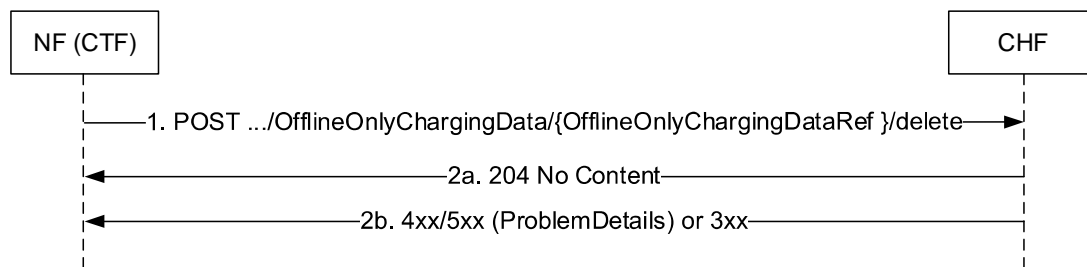 NF (CTF)
CHF
1. POST .../OfflineOnlyChargingData/{OfflineOnlyChargingDataRef }/delete
2a. 204 No Content
2b. 4xx/5xx (ProblemDetails) or 3xx